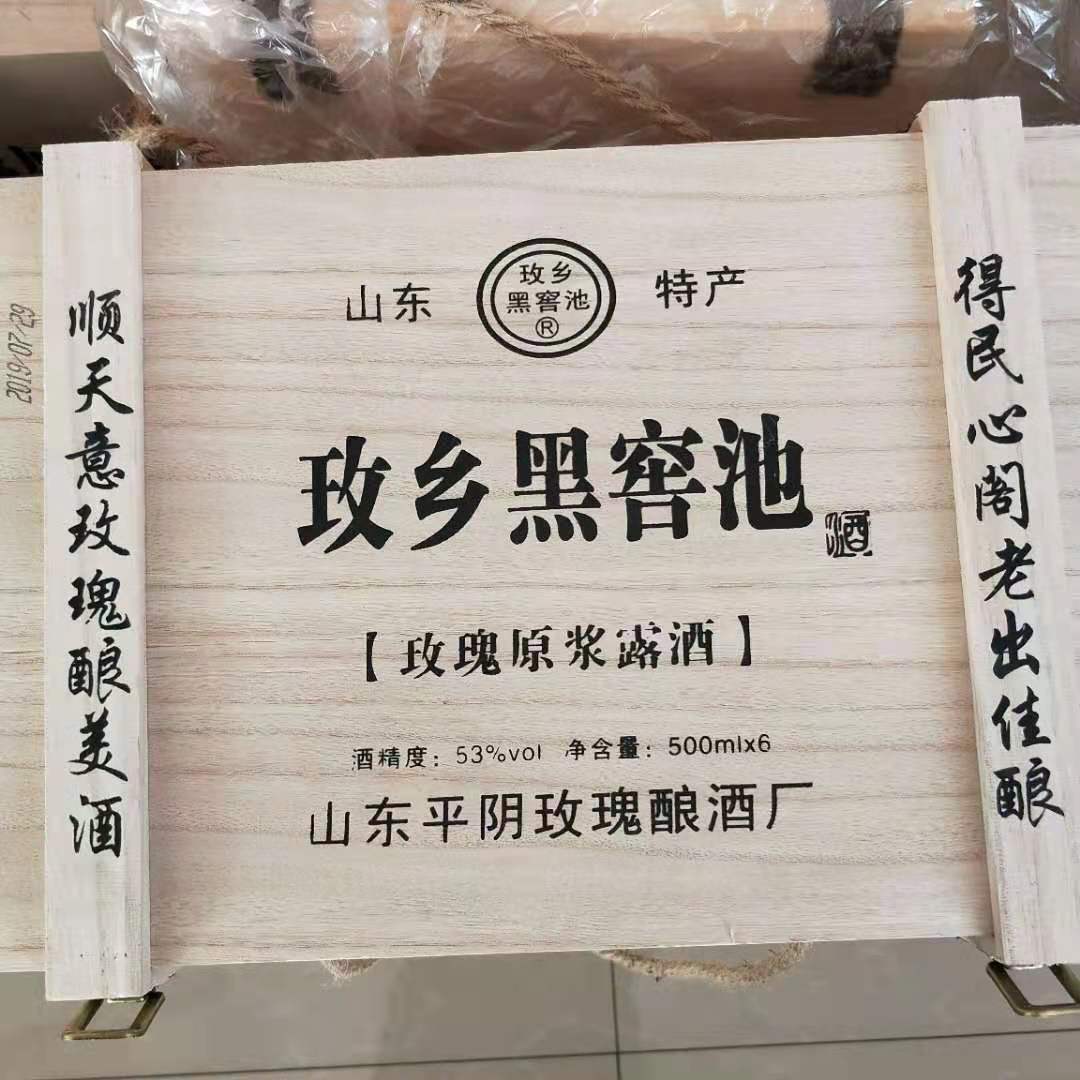 山东
玫乡
黑窖池
®
特产
玫乡黑窖池
酒
【玫瑰原浆露酒】
酒精度：53%vol 净含量：500mlx6
山东平阴玫瑰酿酒厂
顺天意玫瑰酿美酒
得民心阁老出佳酿
2019/07/29